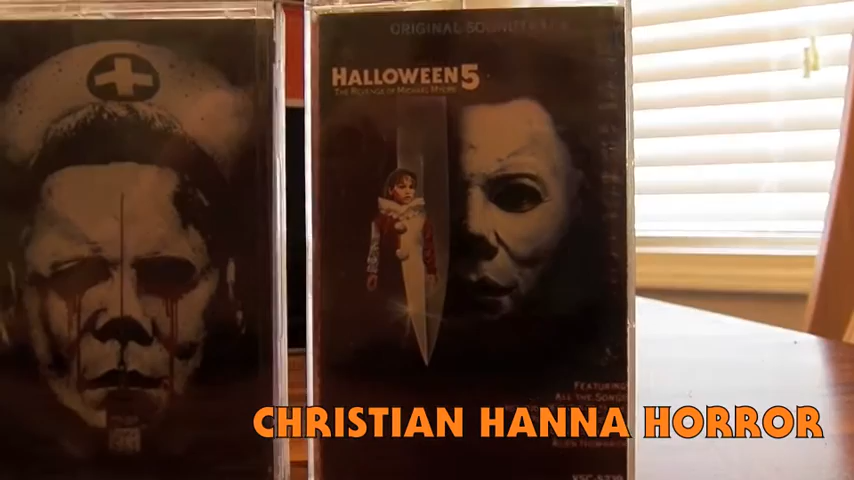 ORIGINAL SOUNDTRACK
HALLOWEEN 5
THE REVENGE OF MICHAEL MYERS
FEATURING
ALL THE SONGS
CHRISTIAN HANNA HORROR